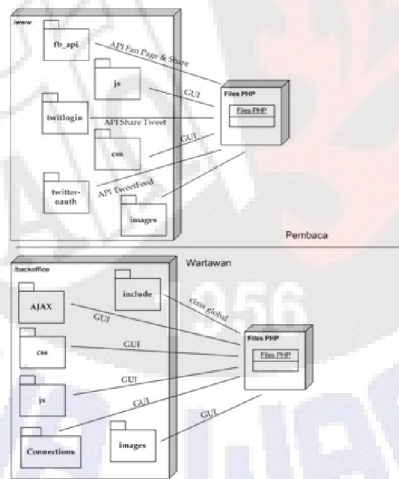 /www
fb_api
API Fan Page & Share
js
GUI
Files PHP
Files PHP
twitlogin
API Share Tweet
css
GUI
twitter-
oauth
API TweetFeed
images
Pembaca
/backoffice
Wartawan
include
AJAX
class global
GUI
1956
css
GUI
Files PHP
Files PHP
js
GUI
GUI
Connections
images
GUI